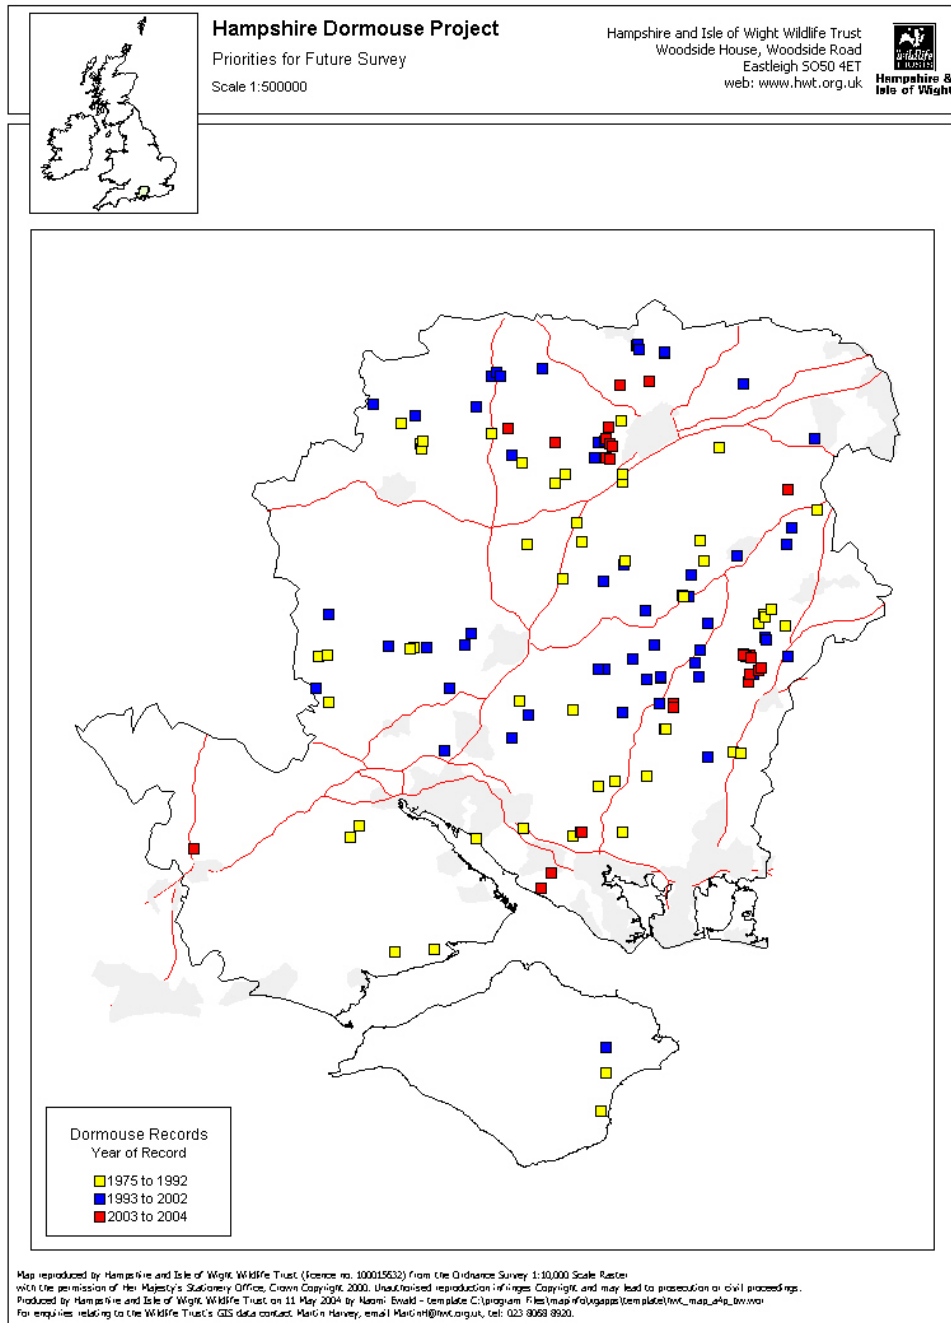 Hampshire Dormouse Project
Priorities for Future Survey
Scale 1:500000
Hampshire and Isle of Wight Wildlife Trust
Woodside House, Woodside Road
Eastleigh SO50 4ET
web: www.hwt.org.uk
Wildlife
TRUSTS
Hampshire &
Isle of Wight
Dormouse Records
Year of Record
1975 to 1992
1993 to 2002
2003 to 2004
Map reproduced by Hampshire and Isle of Wight Wildlife Trust (licence no. 100015632) from the Ordnance Survey 1:10,000 Scale Raster
with the permission of Her Majesty's Stationery Office, Crown Copyright 2000. Unauthorised reproduction infringes Copyright and may lead to prosecution or civil proceedings.
Produced by Hampshire and Isle of Wight Wildlife Trust on 11 May 2004 by Naomi Ewald - template
For enquiries relating to the Wildlife Trust's GIS data contact Martin Harvey, email MartinH@hwt.org.uk, tel: 023 8068 8920.